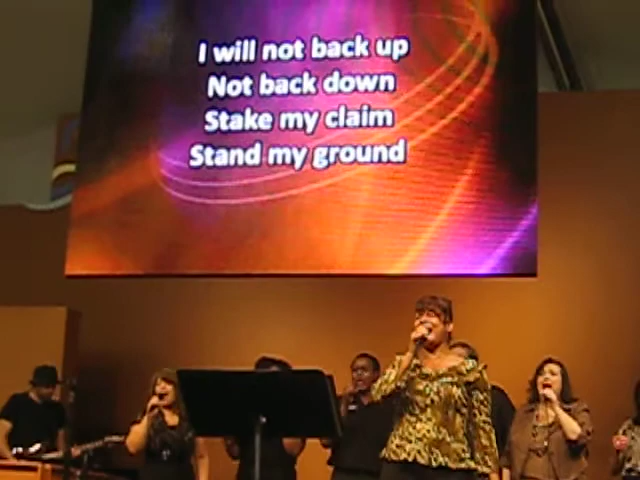 I will not back up
Not back down
Stake my claim
Stand my ground